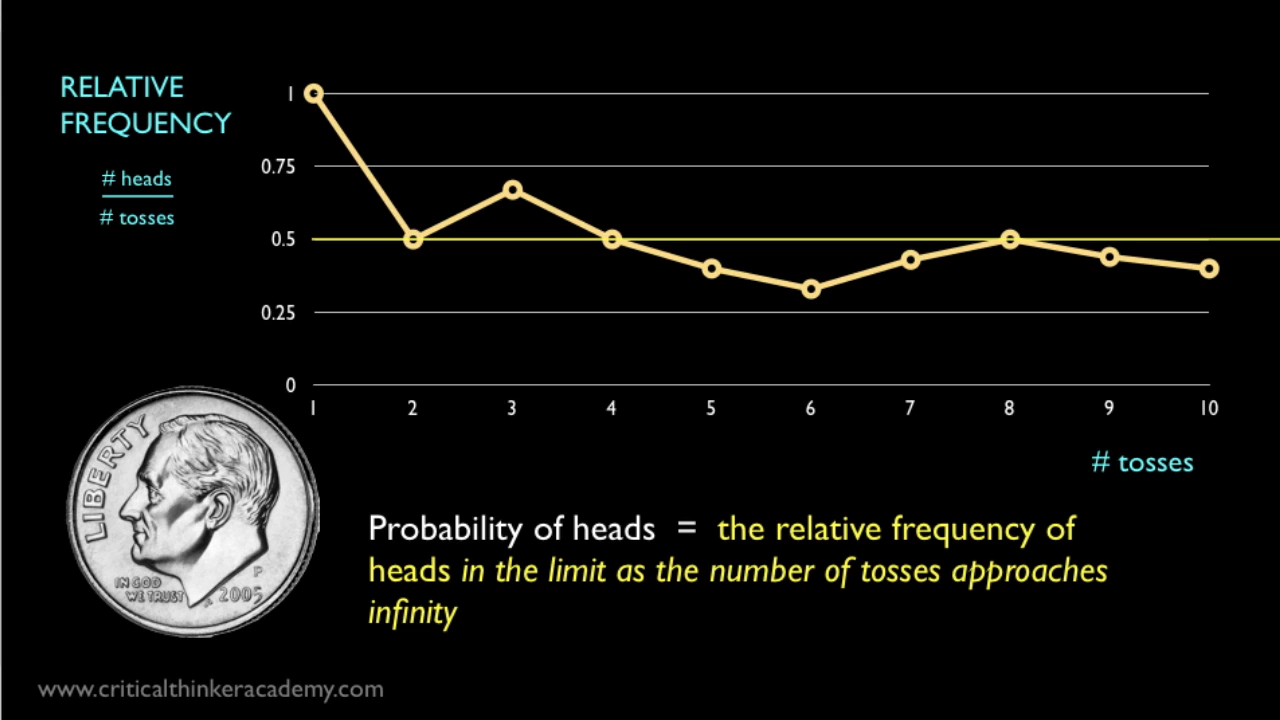 RELATIVE
FREQUENCY
# heads
# tosses
1
0.75
0.5
0.25
0
1 2 3 4 5 6 7 8 9 10
# tosses
LIBERTY
IN GOD
WE TRUST
P
2005
Probability of heads = the relative frequency of
heads in the limit as the number of tosses approaches
infinity
www.criticalthinkeracademy.com